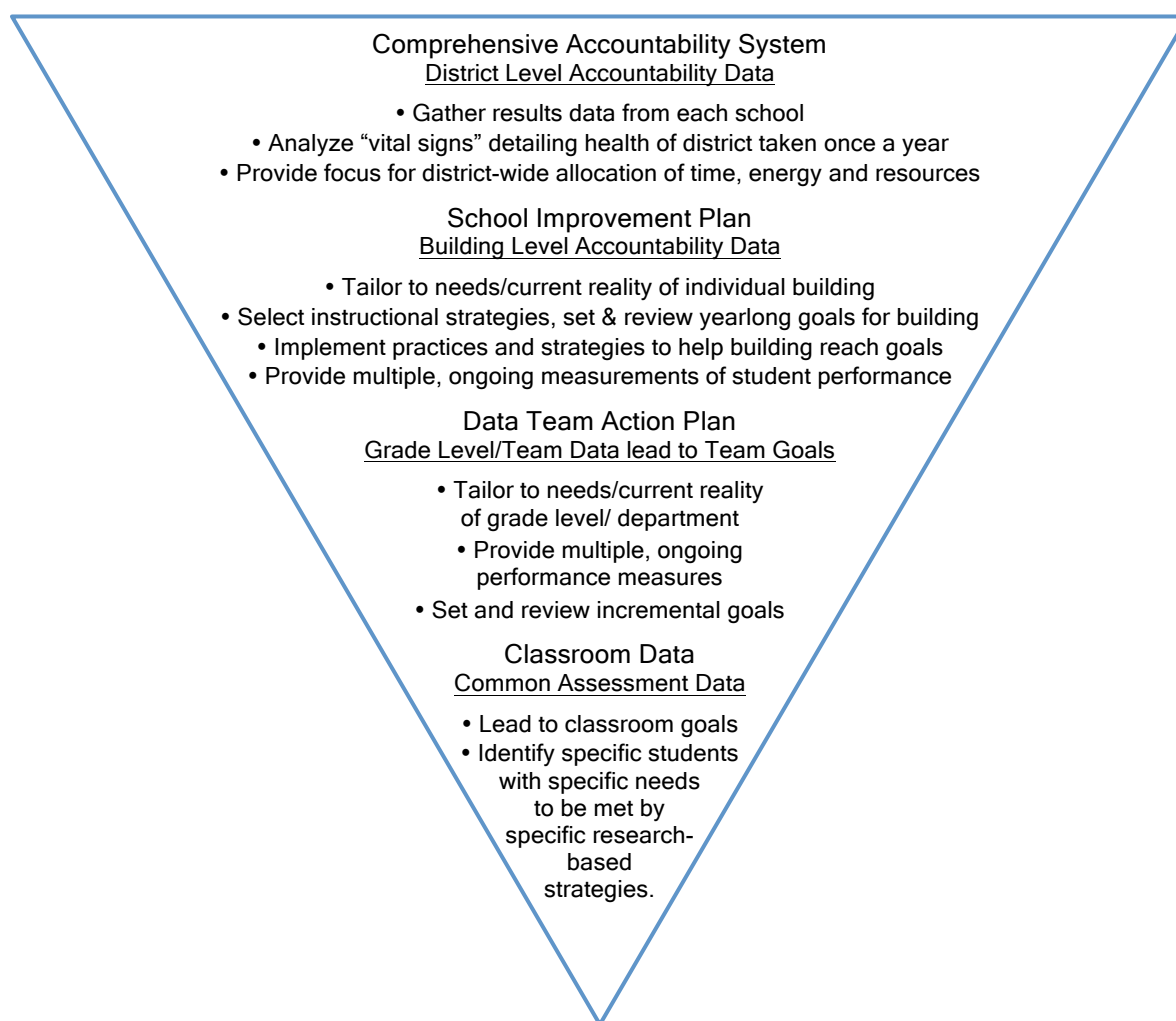 Comprehensive Accountability System
District Level Accountability Data
• Gather results data from each school
• Analyze “vital signs” detailing health of district taken once a year
• Provide focus for district-wide allocation of time, energy and resources
School Improvement Plan
Building Level Accountability Data
• Tailor to needs/current reality of individual building
• Select instructional strategies, set & review yearlong goals for building
• Implement practices and strategies to help building reach goals
• Provide multiple, ongoing measurements of student performance
Data Team Action Plan
Grade Level/Team Data lead to Team Goals
• Tailor to needs/current reality
of grade level/ department
• Provide multiple, ongoing
performance measures
• Set and review incremental goals
Classroom Data
Common Assessment Data
• Lead to classroom goals
• Identify specific students
with specific needs
to be met by
specific research-
based
strategies.